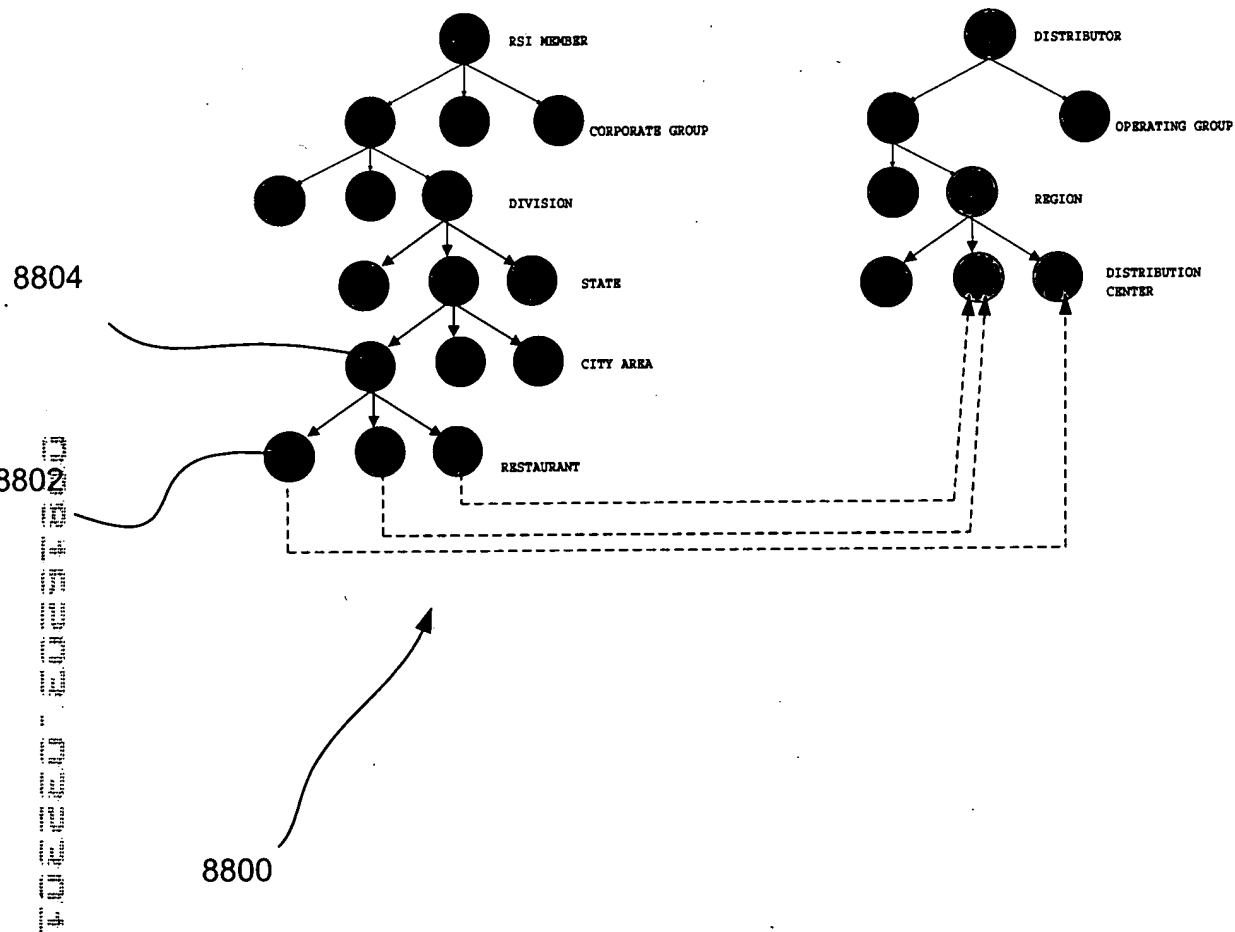 RSI MEMBER
DISTRIBUTOR
CORPORATE GROUP
OPERATING GROUP
DIVISION
REGION
8804
STATE
DISTRIBUTION
CENTER
CITY AREA
8802
RESTAURANT
8800